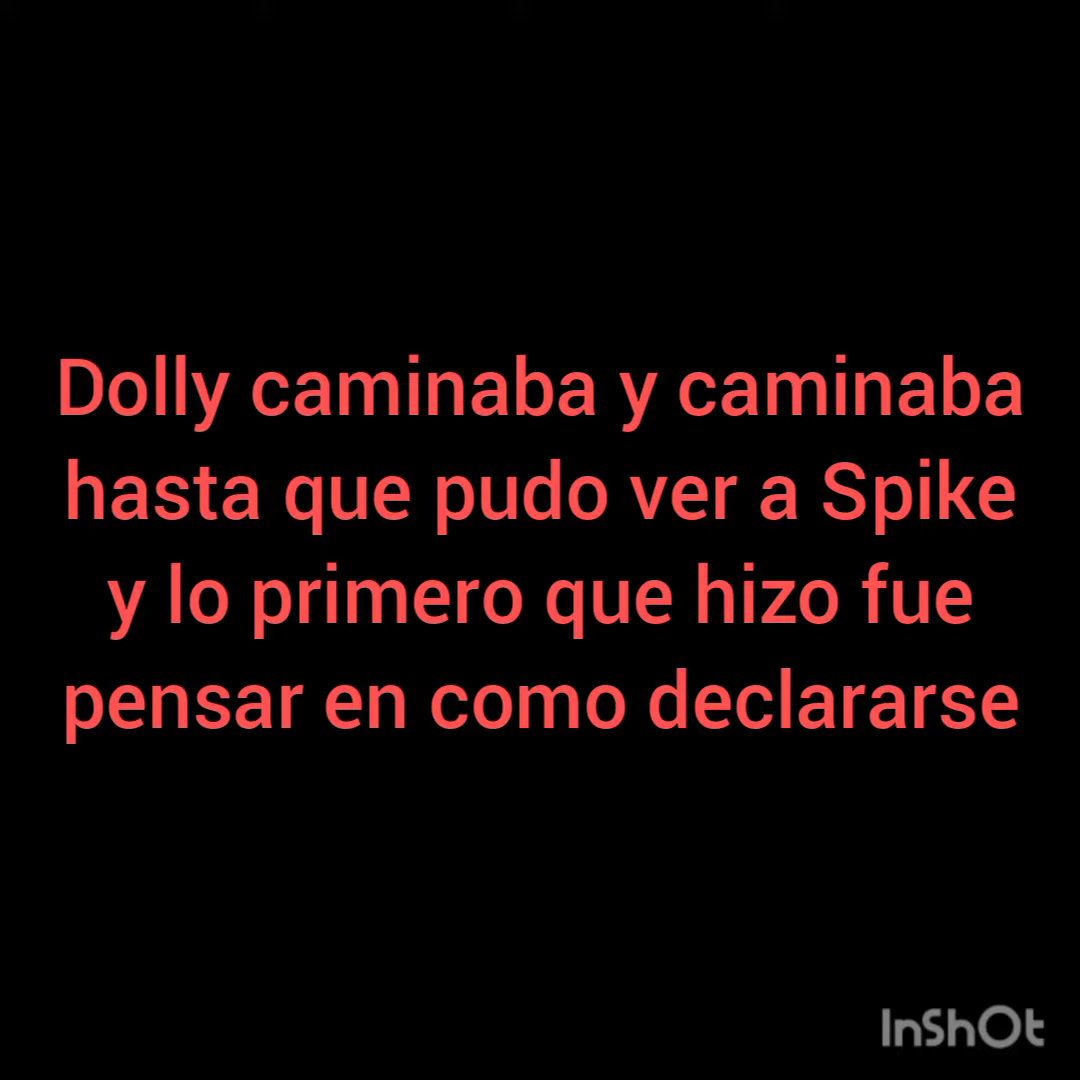 Dolly caminaba y caminaba
hasta que pudo ver a Spike
y lo primero que hizo fue
pensar en como declararse
InShOt